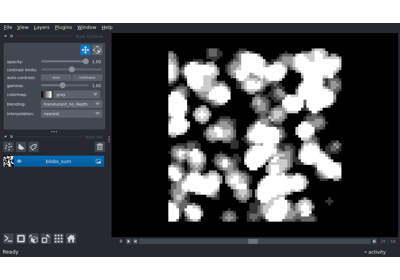 File View Layers Plugins Window Help
opacity: 1.00
contrast limits:
auto-contrast: once continuous
gamma: 1.00
colormap: gray
blending: translucent_no_depth
interpolation: nearest
blobs_sum
Ready
activity